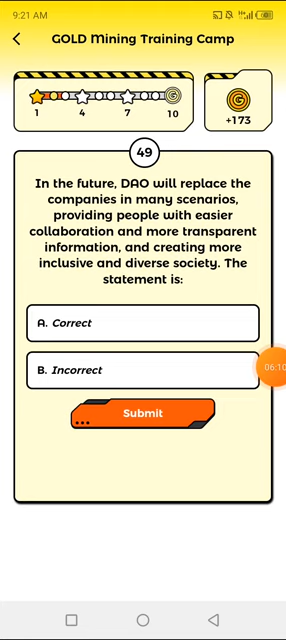 9:21 AM
GOLD Mining Training Camp
1 4 7 10
+173
49
In the future, DAO will replace the
companies in many scenarios,
providing people with easier
collaboration and more transparent
information, and creating more
inclusive and diverse society. The
statement is:
A. Correct
B. Incorrect
06:10
Submit